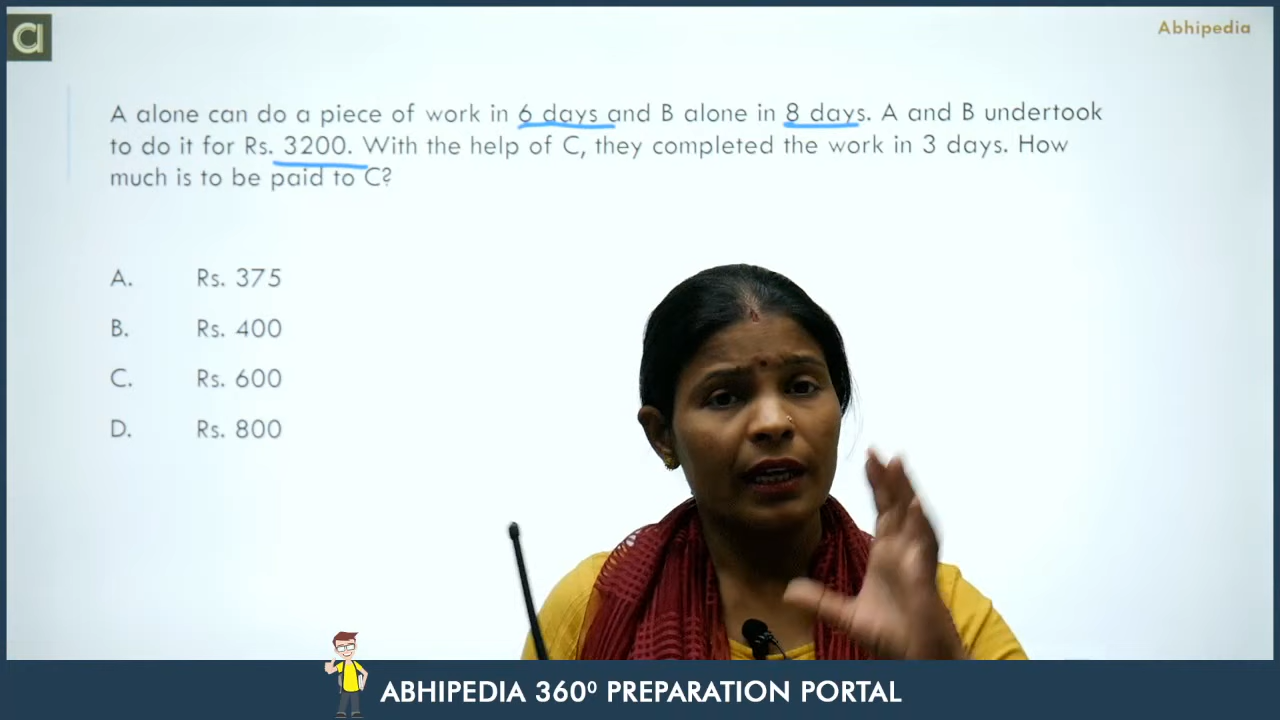 Abhipedia
A alone can do a piece of work in 6 days and B alone in 8 days. A and B undertook
to do it for Rs. 3200. With the help of C, they completed the work in 3 days. How
much is to be paid to C?
A. Rs. 375
B. Rs. 400
C. Rs. 600
D. Rs. 800
ABHIPEDIA 360⁰ PREPARATION PORTAL